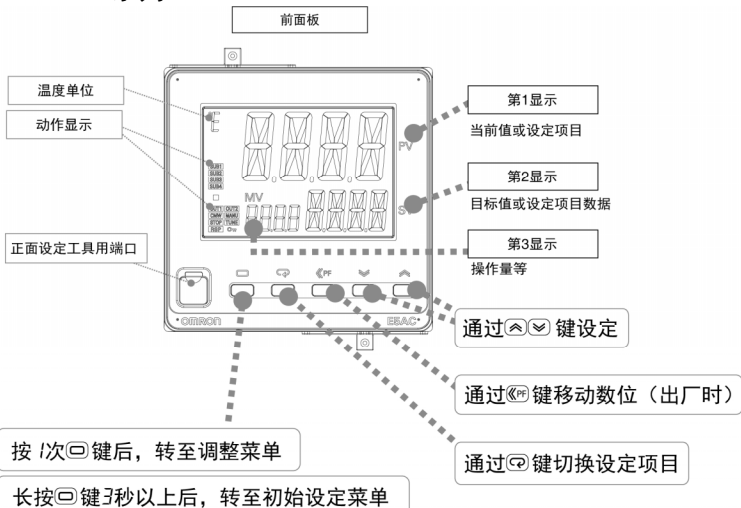 前面板
温度单位
动作显示
正面设定工具用端口
第1显示
当前值或设定项目
第2显示
目标值或设定项目数据
第3显示
操作量等
PV
SUB1
SUB2
SUB3
SUB4
MV
SV
OUT1 OUT2
CMW MANU
STOP TUNE
RSP
PF
OMRON
E5AC
通过键设定
通过PF键移动数位（出厂时）
通过键切换设定项目
按1次键后，转至调整菜单
长按键3秒以上后，转至初始设定菜单